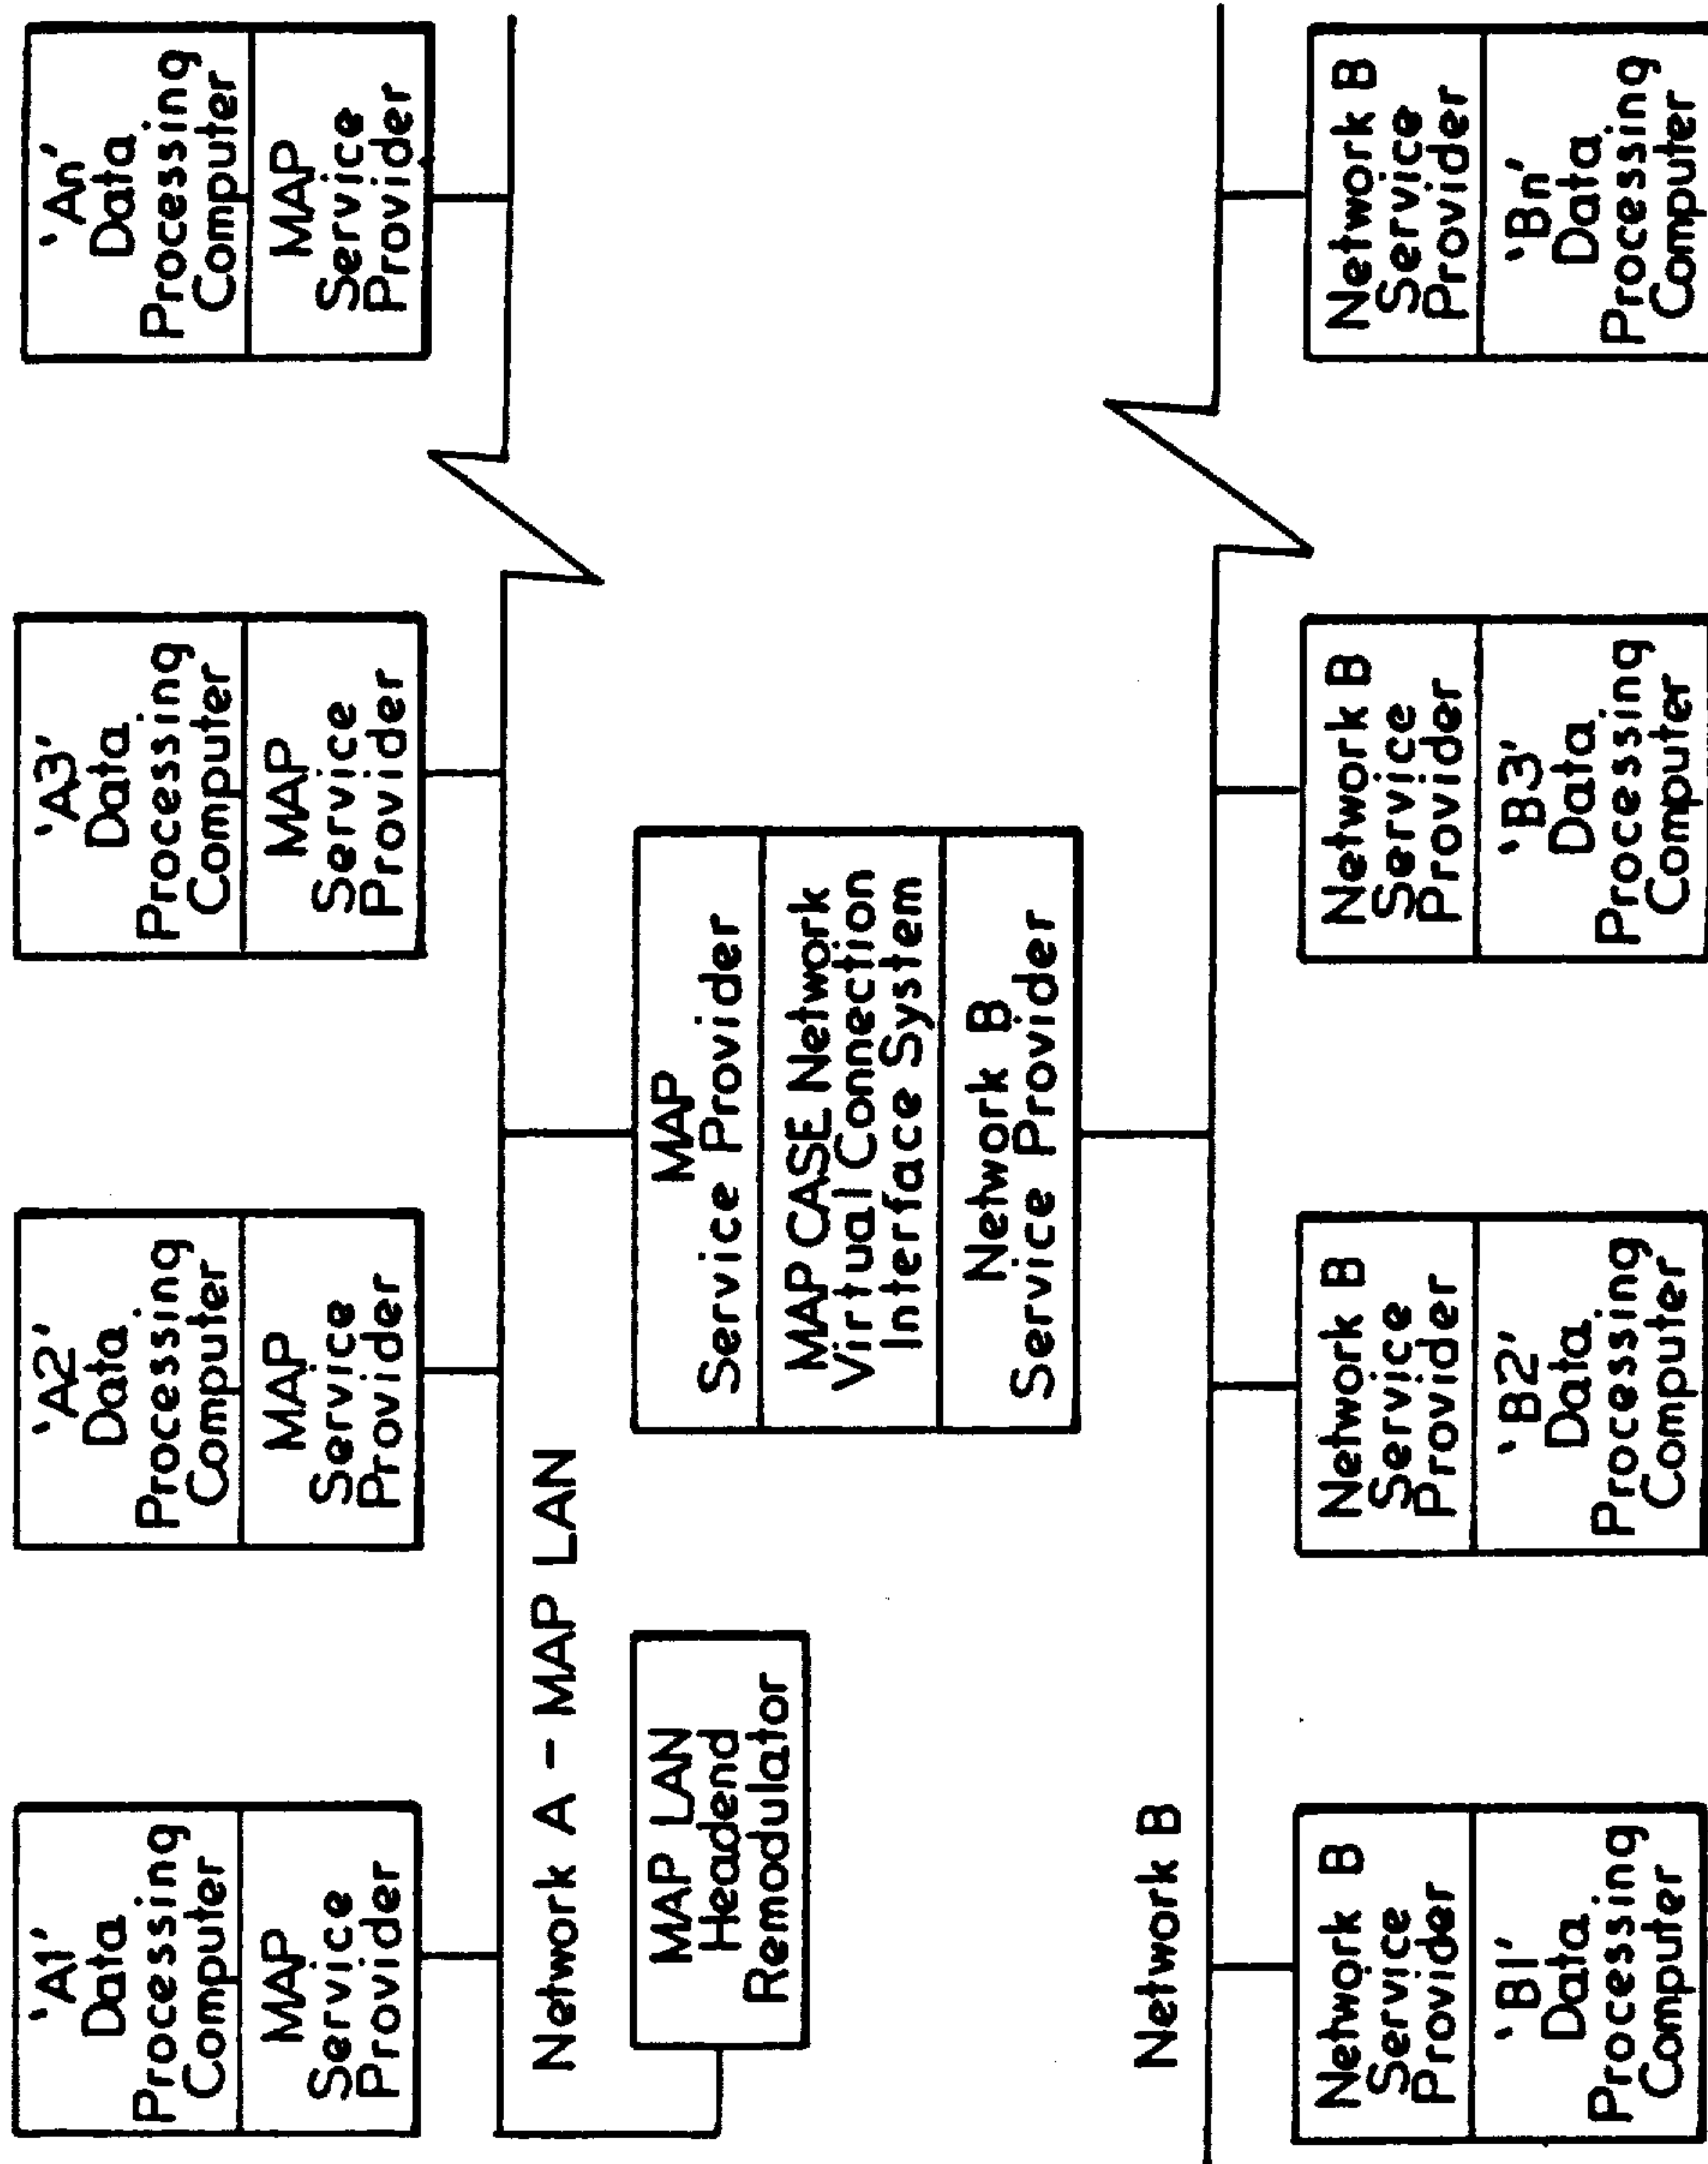 'A1'
Data
Processing
Computer
MAP
Service
Provider
'A2'
Data
Processing
Computer
MAP
Service
Provider
'A3'
Data
Processing
Computer
MAP
Service
Provider
'An'
Data
Processing
Computer
MAP
Service
Provider
Network A - MAP LAN
MAP LAN
Headend
Remodulator
MAP
Service Provider
MAP CASE Network
Virtual Connection
Interface System
Network B
Service Provider
Network B
Network B
Service
Provider
'B1'
Data
Processing
Computer
Network B
Service
Provider
'B2'
Data
Processing
Computer
Network B
Service
Provider
'B3'
Data
Processing
Computer
Network B
Service
Provider
'Bn'
Data
Processing
Computer